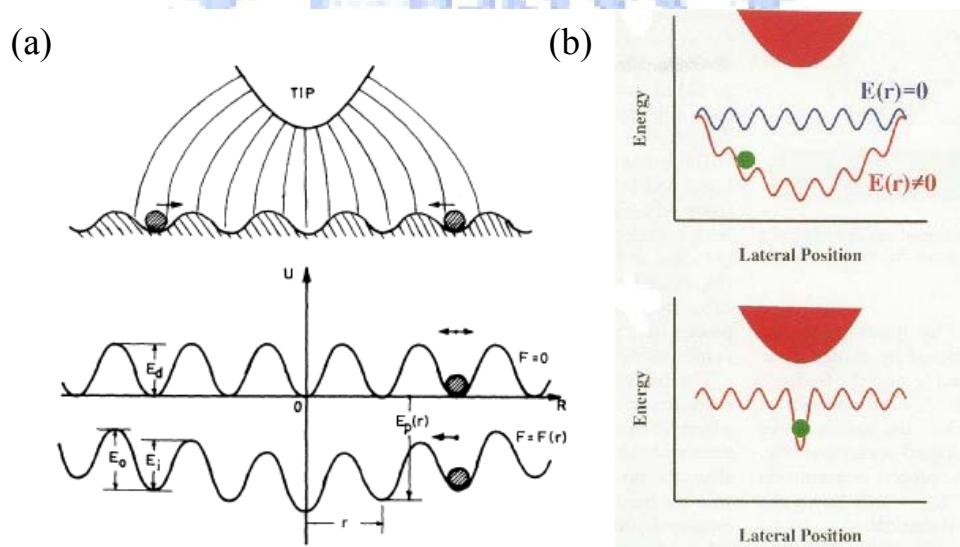 (a)
TIP
U
E_d
F=0
0
R
E_p(r)
E_o
E_i
F=F(r)
r
(b)
Energy
E(r)=0
E(r)≠0
Lateral Position
Energy
Lateral Position